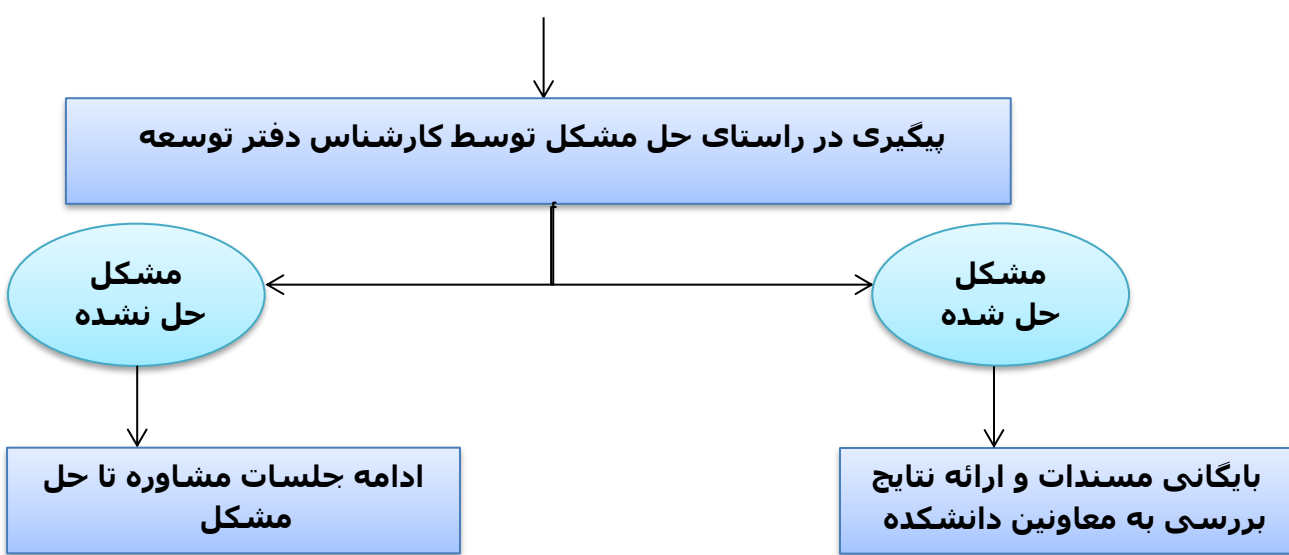 پیگیری در راستای حل مشکل توسط کارشناس دفتر توسعه
مشکل
حل شده
مشکل
حل نشده
بایگانی مسندات و ارائه نتایج
بررسی به معاونین دانشکده
ادامه جلسات مشاوره تا حل
مشکل